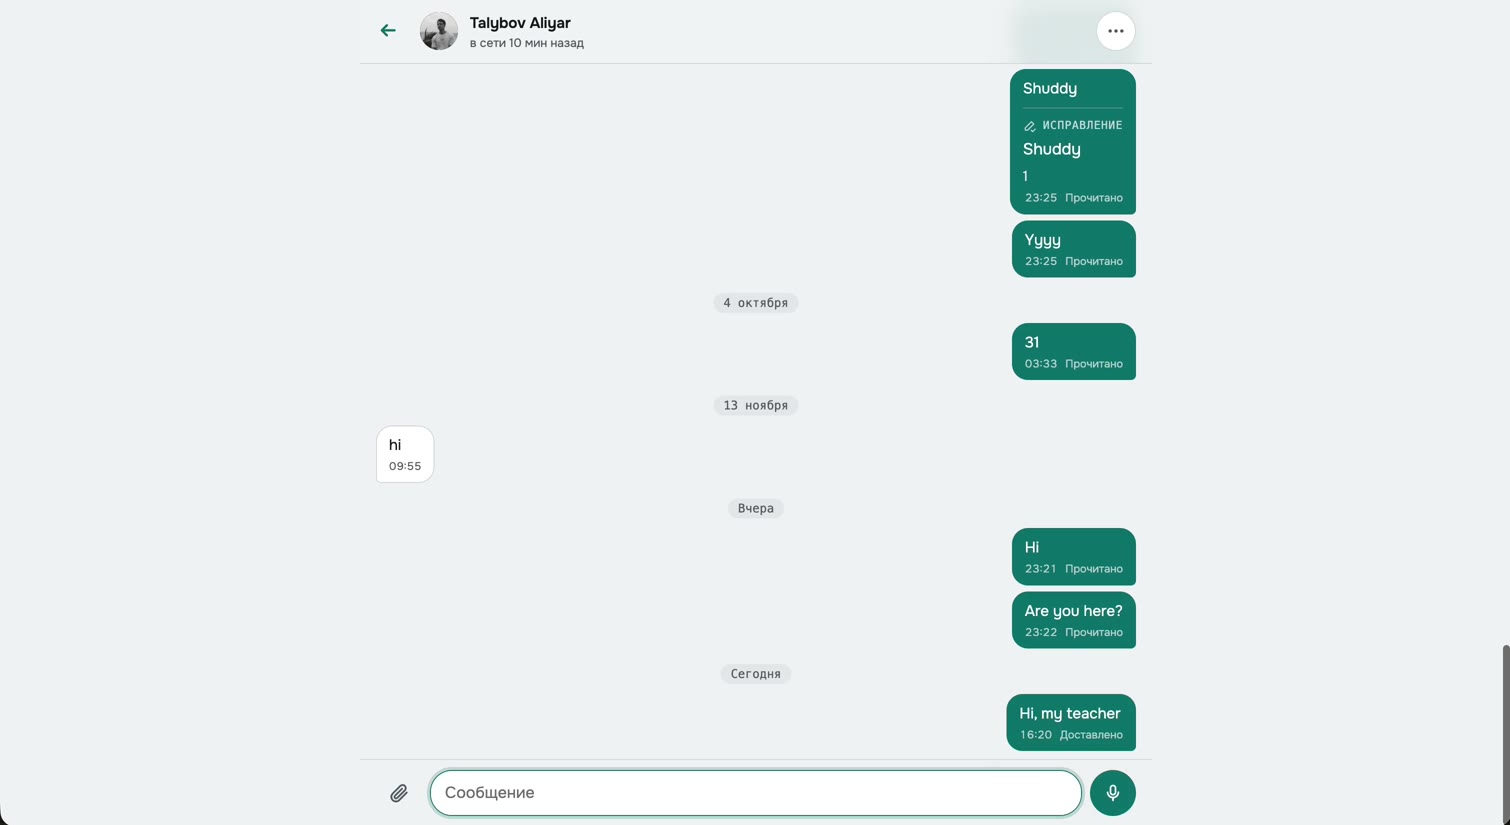 Talybov Aliyar
в сети 10 мин назад
Shuddy
ИСПРАВЛЕНИЕ
Shuddy
1
23:25 Прочитано
Yyyy
23:25 Прочитано
4 октября
31
03:33 Прочитано
13 ноября
hi
09:55
Вчера
Hi
23:21 Прочитано
Are you here?
23:22 Прочитано
Сегодня
Hi, my teacher
16:20 Доставлено
Сообщение